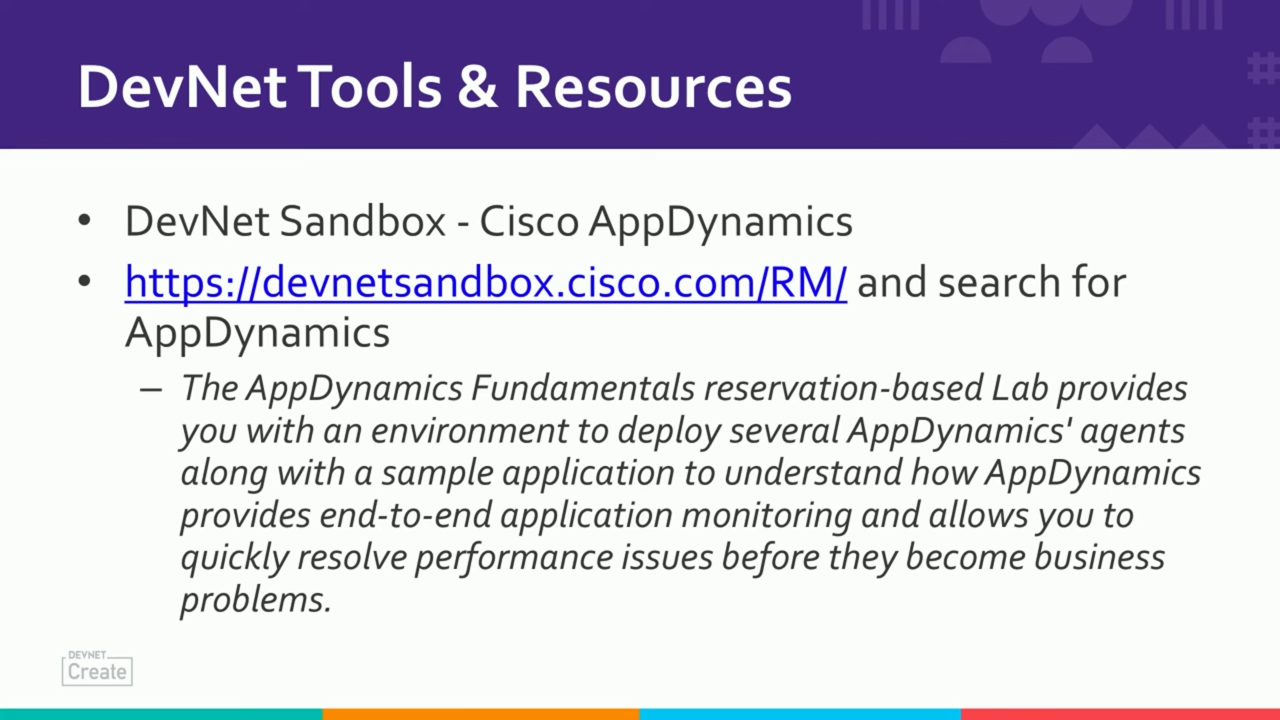 DevNet Tools & Resources
• DevNet Sandbox - Cisco AppDynamics
• https://devnetsandbox.cisco.com/RM/ and search for
AppDynamics
– The AppDynamics Fundamentals reservation-based Lab provides
you with an environment to deploy several AppDynamics' agents
along with a sample application to understand how AppDynamics
provides end-to-end application monitoring and allows you to
quickly resolve performance issues before they become business
problems.
DEVNET
Create